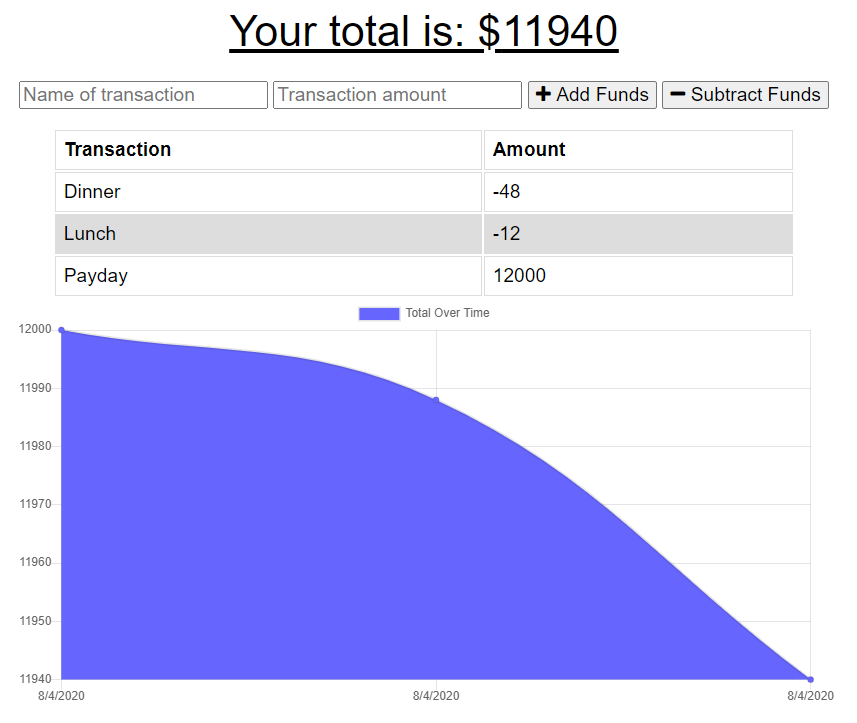 Your total is: $11940
Name of transaction Transaction amount Add Funds Subtract Funds
Transaction Amount
Dinner -48
Lunch -12
Payday 12000
Total Over Time
12000
11990
11980
11970
11960
11950
11940
8/4/2020 8/4/2020 8/4/2020